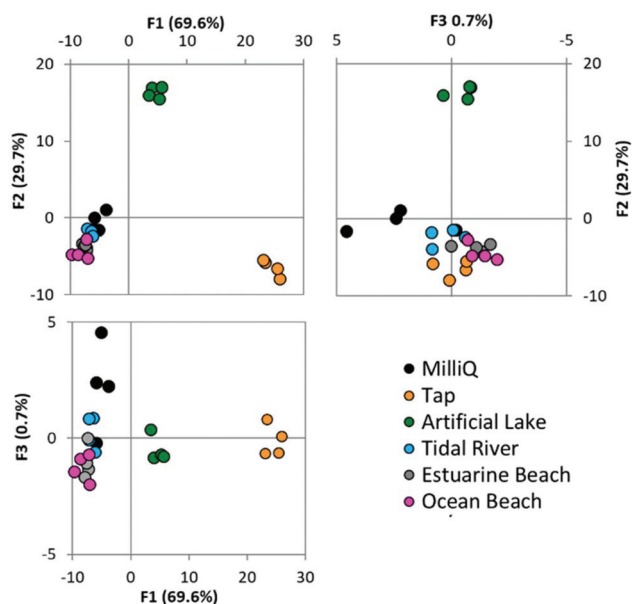 F1 (69.6%)
-10 0 10 20 30
20
10
0
-10
F2 (29.7%)
F3 0.7%)
5 0 -5
20
10
0
-10
F2 (29.7%)
5
0
-5
F3 (0.7%)
-10 0 10 20 30
F1 (69.6%)
MilliQ
Tap
Artificial Lake
Tidal River
Estuarine Beach
Ocean Beach